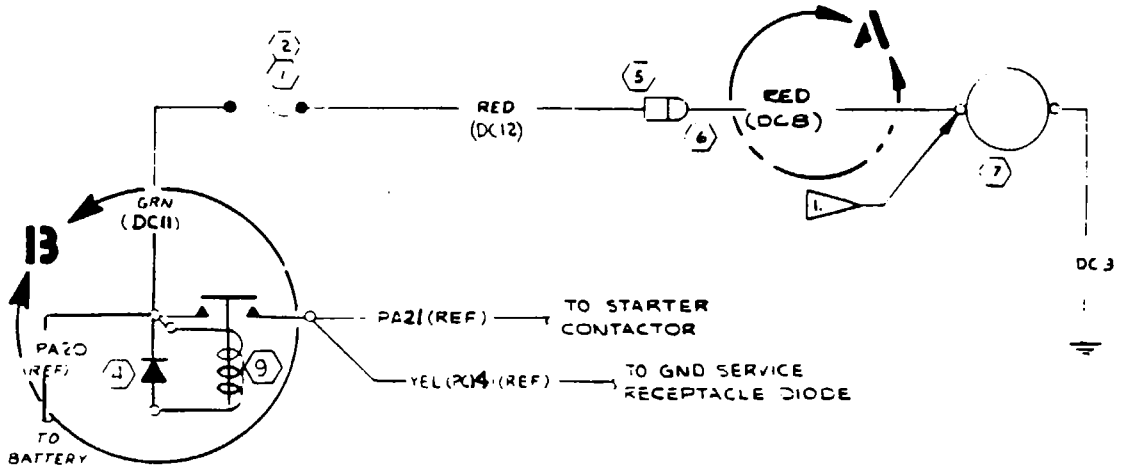 2
1
5
A
RED
(DC12)
RED
(DC8)
6
7
1.
GRN
(DC11)
B
DC 3
PA21 (REF)
TO STARTER
CONTACTOR
PA20
(REF)
9
YEL (PC14) (REF)
TO GND SERVICE
RECEPTACLE DIODE
TO
BATTERY